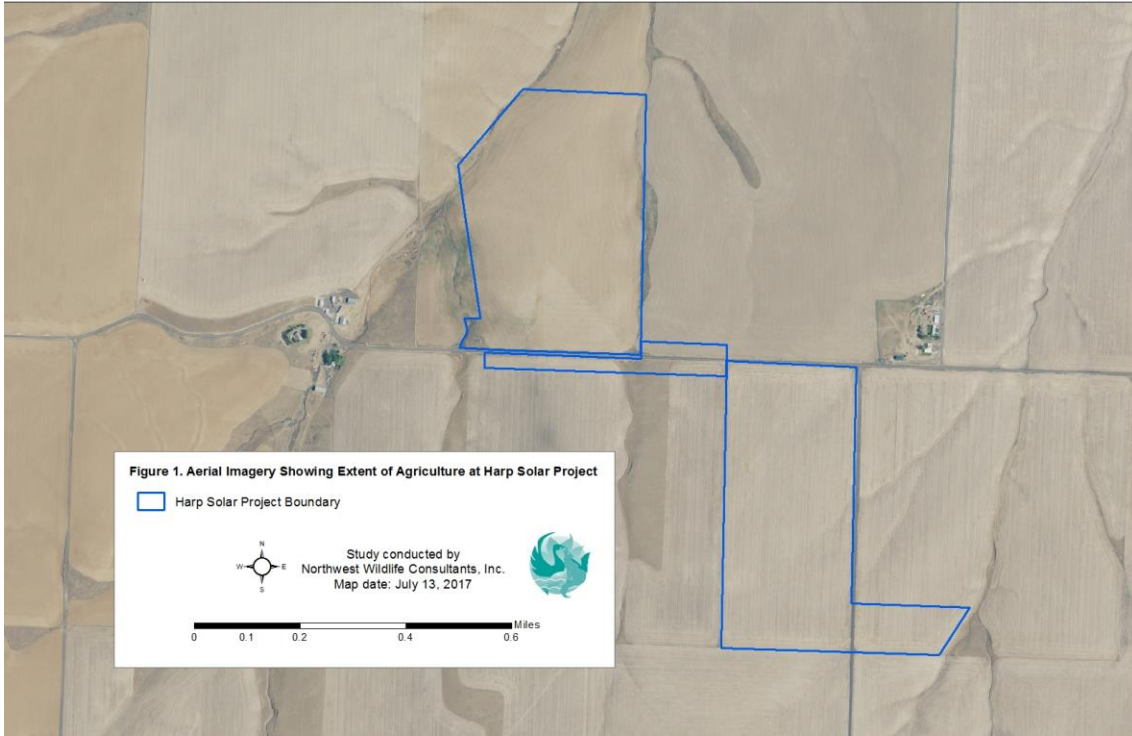 Figure 1. Aerial Imagery Showing Extent of Agriculture at Harp Solar Project
Harp Solar Project Boundary
N
W E
S
Study conducted by
Northwest Wildlife Consultants, Inc.
Map date: July 13, 2017
Miles
0 0.1 0.2 0.4 0.6